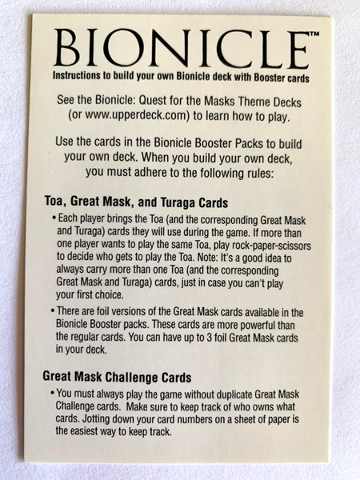 BIONICLE™
Instructions to build your own Bionicle deck with Booster cards
See the Bionicle: Quest for the Masks Theme Decks
(or www.upperdeck.com) to learn how to play.
Use the cards in the Bionicle Booster Packs to build
your own deck. When you build your own deck,
you must adhere to the following rules:
Toa, Great Mask, and Turaga Cards
• Each player brings the Toa (and the corresponding Great Mask
and Turaga) cards they will use during the game. If more than
one player wants to play the same Toa, play rock-paper-scissors
to decide who gets to play the Toa. Note: It's a good idea to
always carry more than one Toa (and the corresponding
Great Mask and Turaga) cards, just in case you can't play
your first choice.
• There are foil versions of the Great Mask cards available in the
Bionicle Booster packs. These cards are more powerful than
the regular cards. You can have up to 3 foil Great Mask cards
in your deck.
Great Mask Challenge Cards
• You must always play the game without duplicate Great Mask
Challenge cards. Make sure to keep track of who owns what
cards. Jotting down your card numbers on a sheet of paper is
the easiest way to keep track.